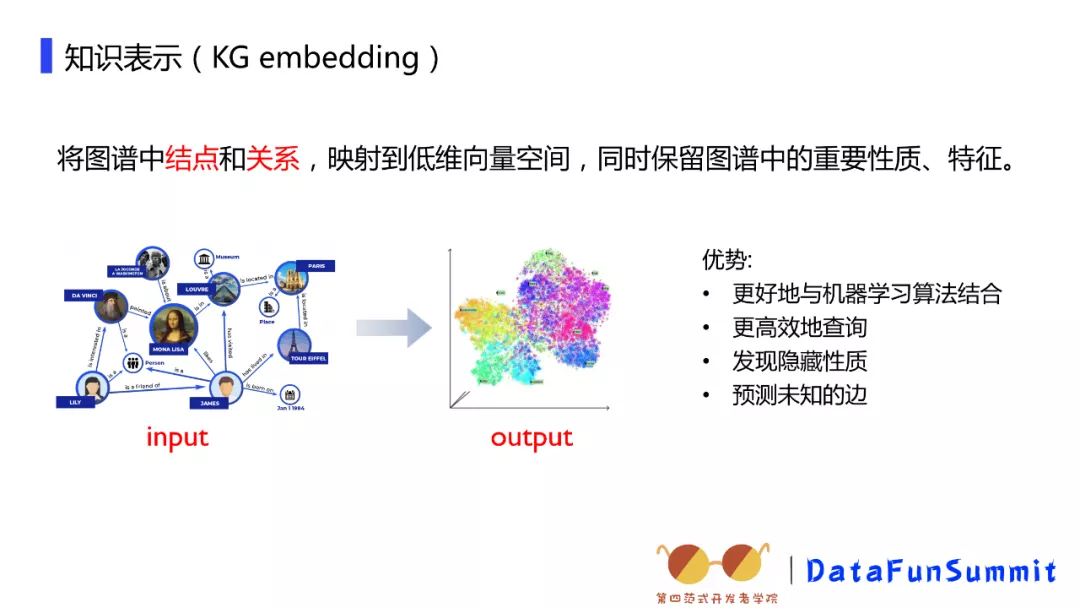 知识表示（KG embedding）
将图谱中结点和关系，映射到低维向量空间，同时保留图谱中的重要性质、特征。
LA JOCONDE A WASHINGTON
Museum
PARIS
is a
is located in
DA VINCI
is about
LOUVRE
is a
painted
is in
Place
is located in
MONA LISA
TOUR EIFFEL
is interested in
is a
Person
has visited
likes
has lived in
is a
is a
is born on
LILY
is a friend of
JAMES
Jan 1 1984
input
output
优势:
• 更好地与机器学习算法结合
• 更高效地查询
• 发现隐藏性质
• 预测未知的边
第四范式开发者学院
DataFunSummit